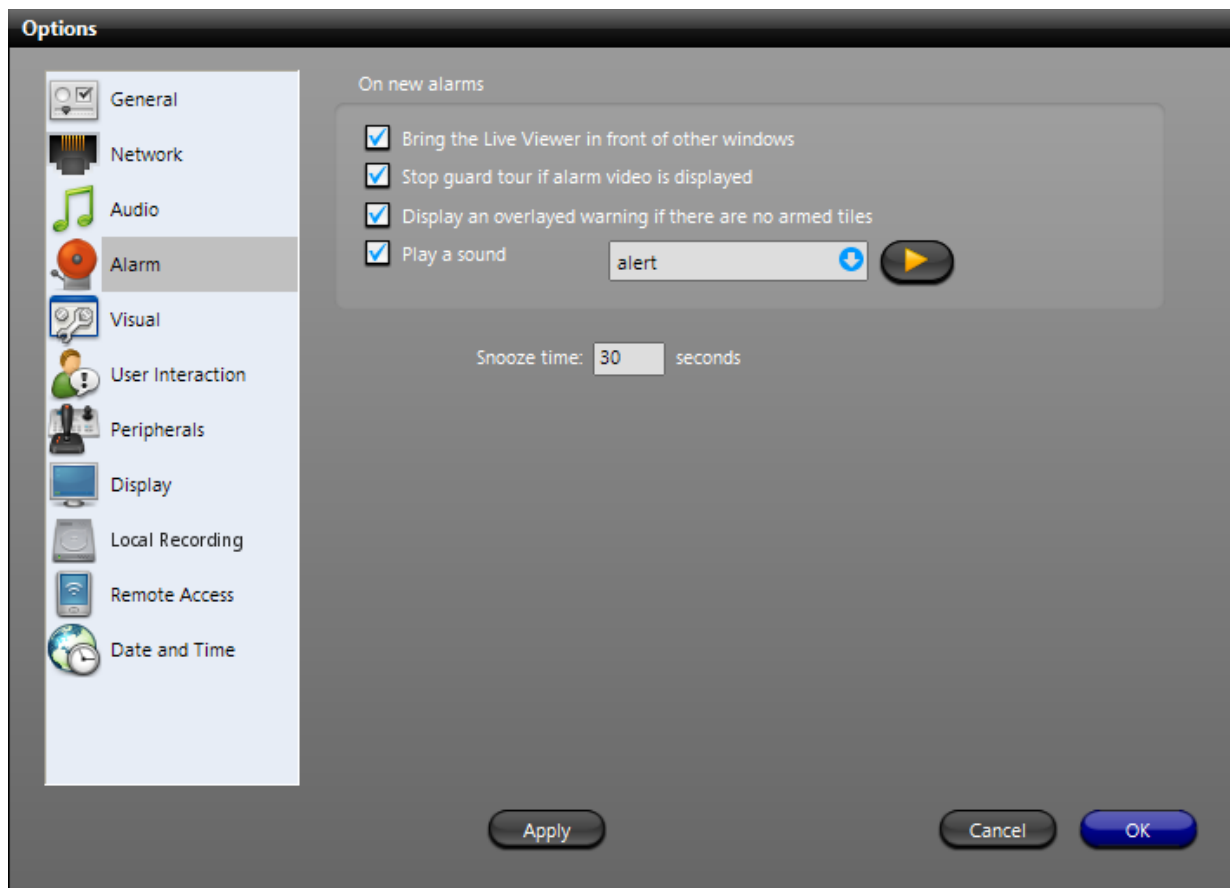 Options
General
Network
Audio
Alarm
Visual
User Interaction
Peripherals
Display
Local Recording
Remote Access
Date and Time
On new alarms
Bring the Live Viewer in front of other windows
Stop guard tour if alarm video is displayed
Display an overlayed warning if there are no armed tiles
Play a sound alert
Snooze time: 30 seconds
Apply Cancel OK